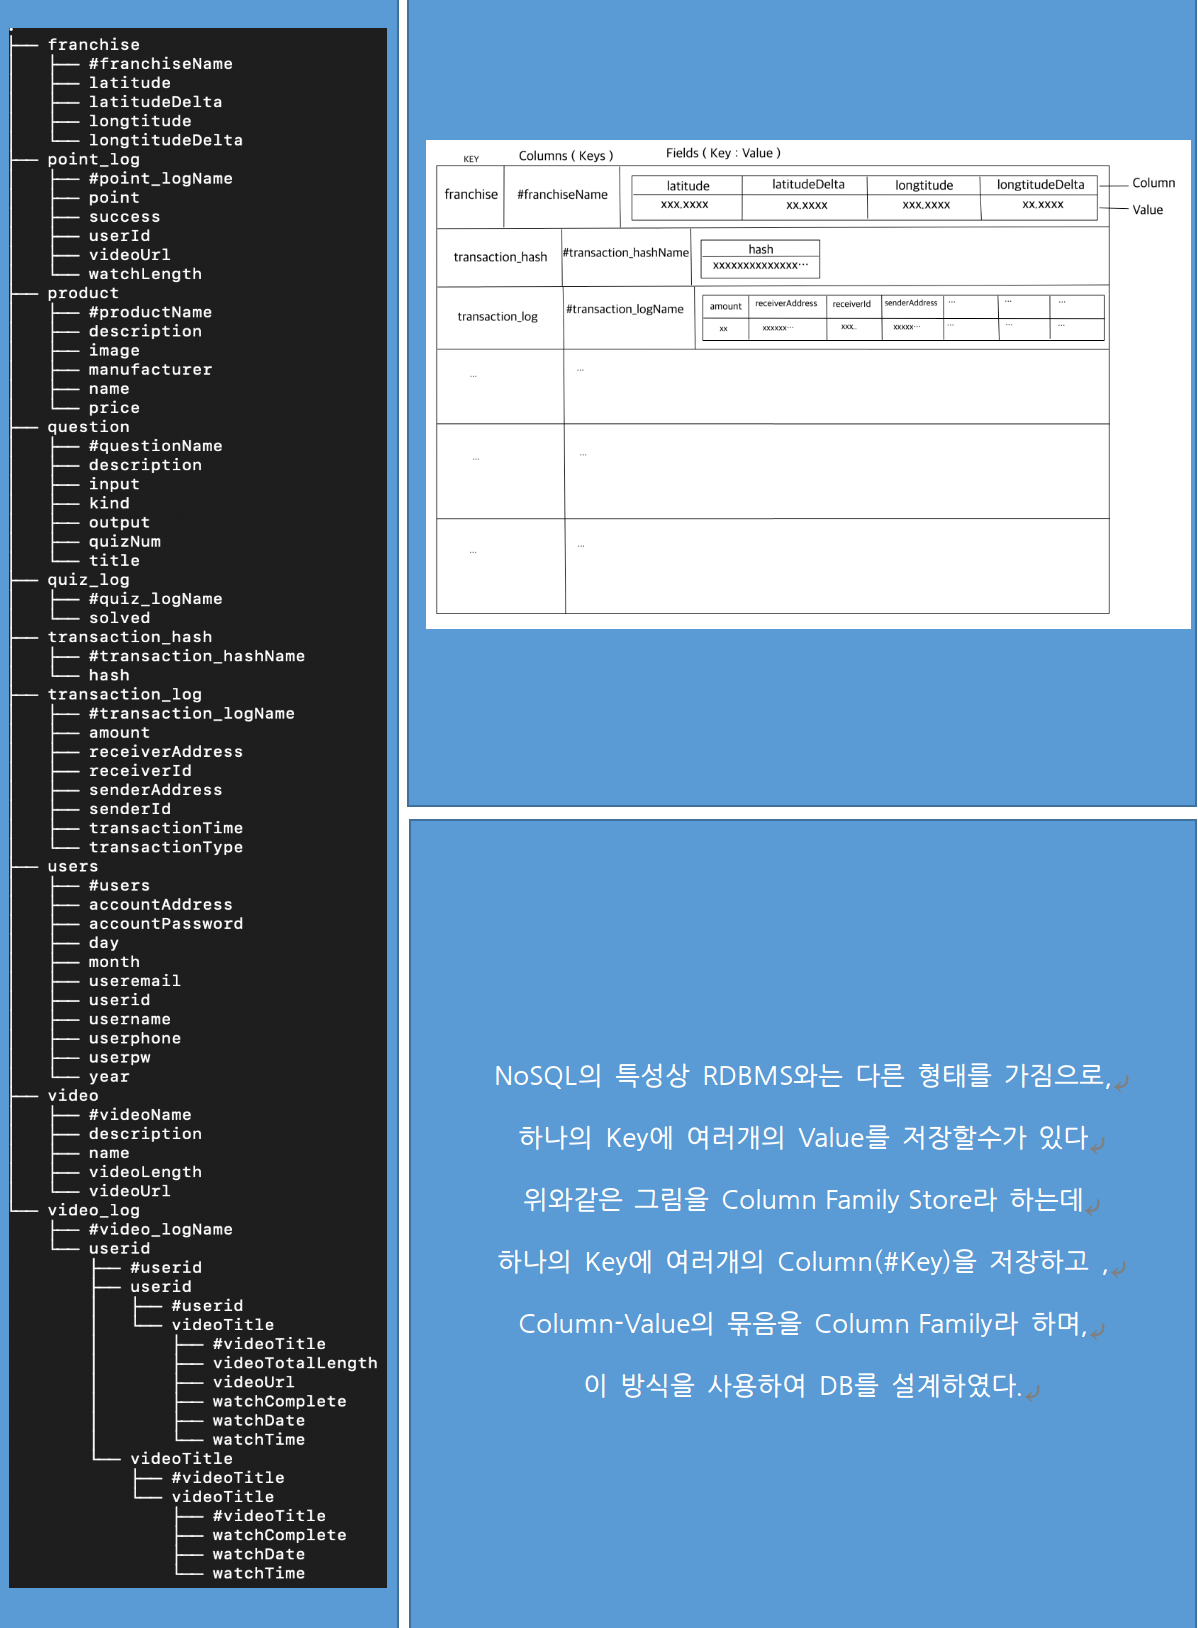 ├── franchise
│   ├── #franchiseName
│   ├── latitude
│   ├── latitudeDelta
│   ├── longtitude
│   └── longtitudeDelta
├── point_log
│   ├── #point_logName
│   ├── point
│   ├── success
│   ├── userId
│   ├── videoUrl
│   └── watchLength
├── product
│   ├── #productName
│   ├── description
│   ├── image
│   ├── manufacturer
│   ├── name
│   └── price
├── question
│   ├── #questionName
│   ├── description
│   ├── input
│   ├── kind
│   ├── output
│   ├── quizNum
│   └── title
├── quiz_log
│   ├── #quiz_logName
│   └── solved
├── transaction_hash
│   ├── #transaction_hashName
│   └── hash
├── transaction_log
│   ├── #transaction_logName
│   ├── amount
│   ├── receiverAddress
│   ├── receiverId
│   ├── senderAddress
│   ├── senderId
│   ├── transactionTime
│   └── transactionType
├── users
│   ├── #users
│   ├── accountAddress
│   ├── accountPassword
│   ├── day
│   ├── month
│   ├── useremail
│   ├── userid
│   ├── username
│   ├── userphone
│   ├── userpw
│   └── year
├── video
│   ├── #videoName
│   ├── description
│   ├── name
│   ├── videoLength
│   └── videoUrl
└── video_log
    ├── #video_logName
    └── userid
        ├── #userid
        ├── userid
        │   ├── #userid
        │   └── videoTitle
        │       ├── #videoTitle
        │       ├── videoTotalLength
        │       ├── videoUrl
        │       ├── watchComplete
        │       ├── watchDate
        │       └── watchTime
        └── videoTitle
            ├── #videoTitle
            └── videoTitle
                ├── #videoTitle
                ├── watchComplete
                ├── watchDate
                └── watchTime
KEY Columns ( Keys ) Fields ( Key : Value )
franchise #franchiseName latitude latitudeDelta longtitude longtitudeDelta Column
xxx.xxxx xx.xxxx xxx.xxxx xx.xxxx Value
transaction_hash #transaction_hashName hash
xxxxxxxxxxxxxx…
transaction_log #transaction_logName amount receiverAddress receiverId senderAddress … … …
xx xxxxxx… xxx.. xxxxx… … … …
… …
… …
… …
NoSQL의 특성상 RDBMS와는 다른 형태를 가짐으로,
하나의 Key에 여러개의 Value를 저장할수가 있다
위와같은 그림을 Column Family Store라 하는데
하나의 Key에 여러개의 Column(#Key)을 저장하고 ,
Column-Value의 묶음을 Column Family라 하며,
이 방식을 사용하여 DB를 설계하였다.